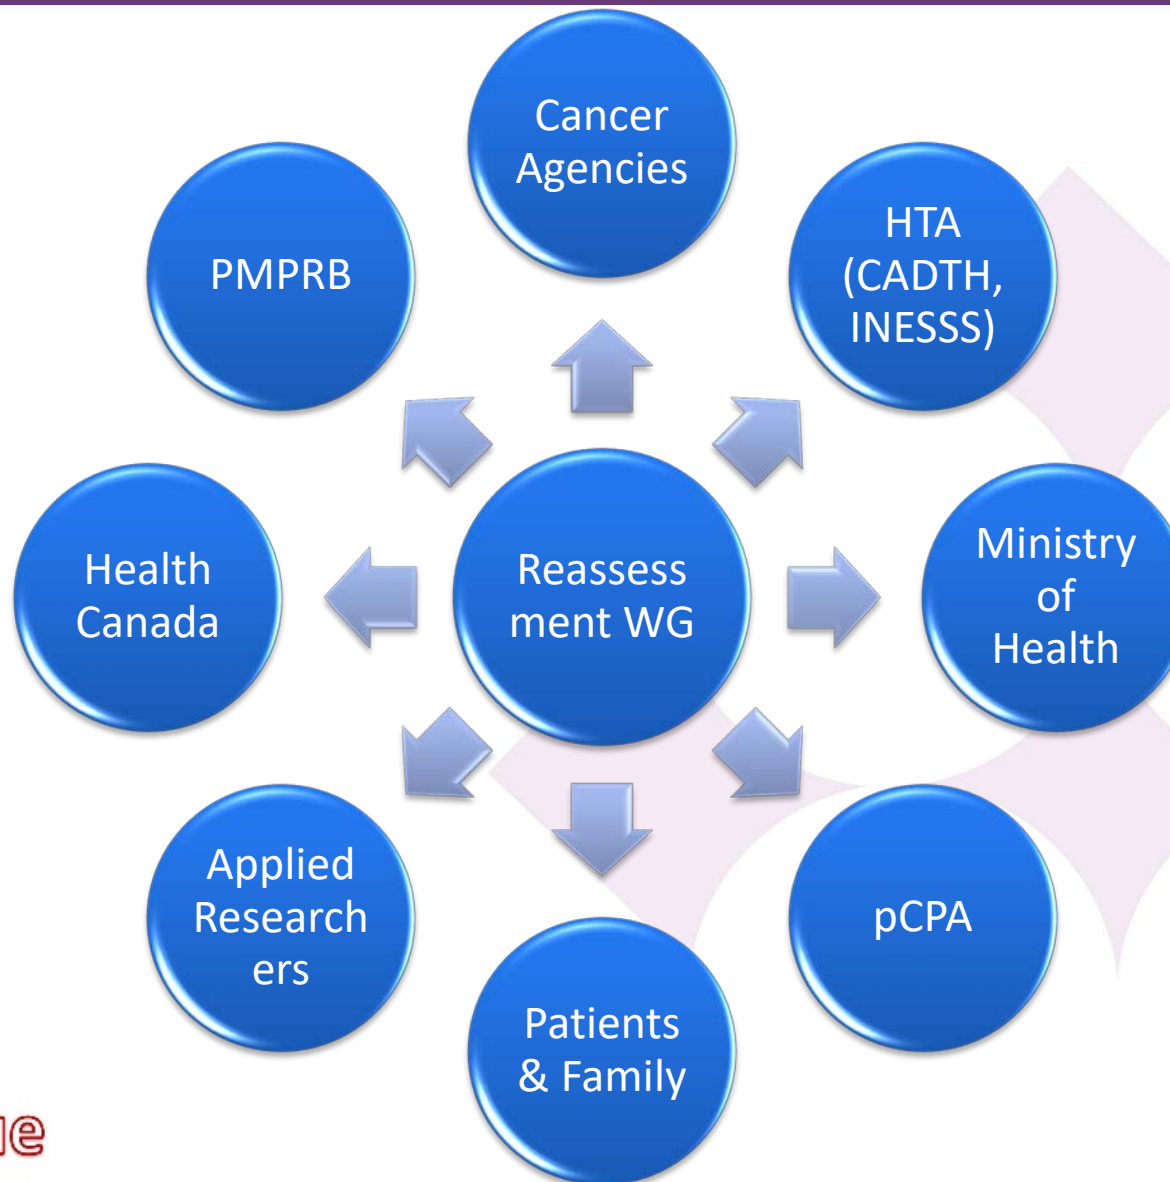 Cancer
Agencies
HTA
(CADTH,
INESSS)
PMPRB
Ministry
of
Health
Reassess
ment WG
Health
Canada
Applied
Research
ers
pCPA
Patients
& Family